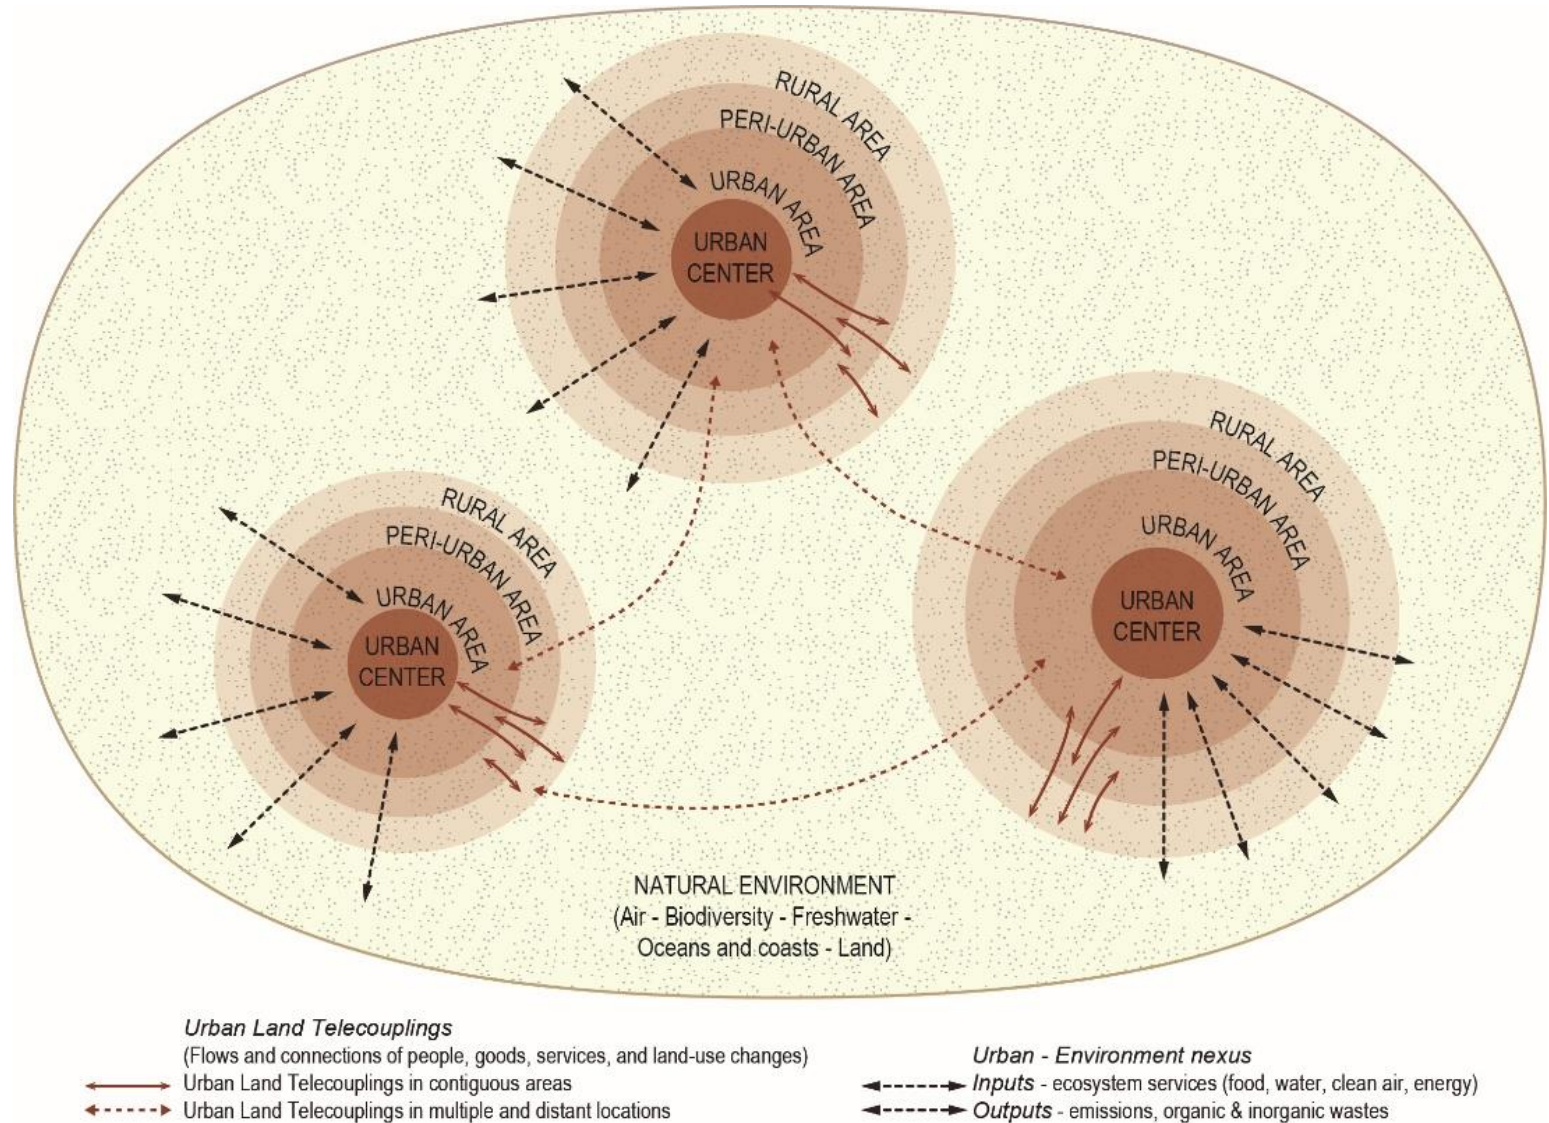 RURAL AREA
PERI-URBAN AREA
URBAN AREA
URBAN
CENTER
RURAL AREA
PERI-URBAN AREA
URBAN AREA
URBAN
CENTER
RURAL AREA
PERI-URBAN AREA
URBAN AREA
URBAN
CENTER
NATURAL ENVIRONMENT
(Air - Biodiversity - Freshwater -
Oceans and coasts - Land)
Urban Land Telecouplings
(Flows and connections of people, goods, services, and land-use changes)
Urban Land Telecouplings in contiguous areas
Urban Land Telecouplings in multiple and distant locations
Urban - Environment nexus
Inputs - ecosystem services (food, water, clean air, energy)
Outputs - emissions, organic & inorganic wastes